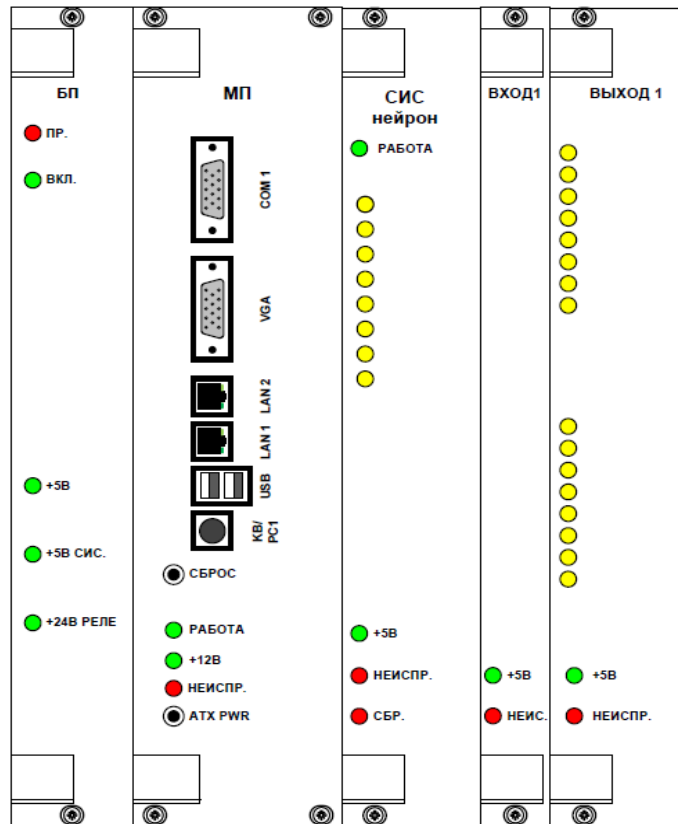 БП
ПР.
ВКЛ.
+5В
+5В СИС.
+24В РЕЛЕ
МП
COM 1
VGA
LAN 2
LAN 1
USB
KB/
PC1
СБРОС
РАБОТА
+12В
НЕИСПР.
ATX PWR
СИС
нейрон
РАБОТА
+5В
НЕИСПР.
СБР.
ВХОД1
+5В
НЕИС.
ВЫХОД 1
+5В
НЕИСПР.